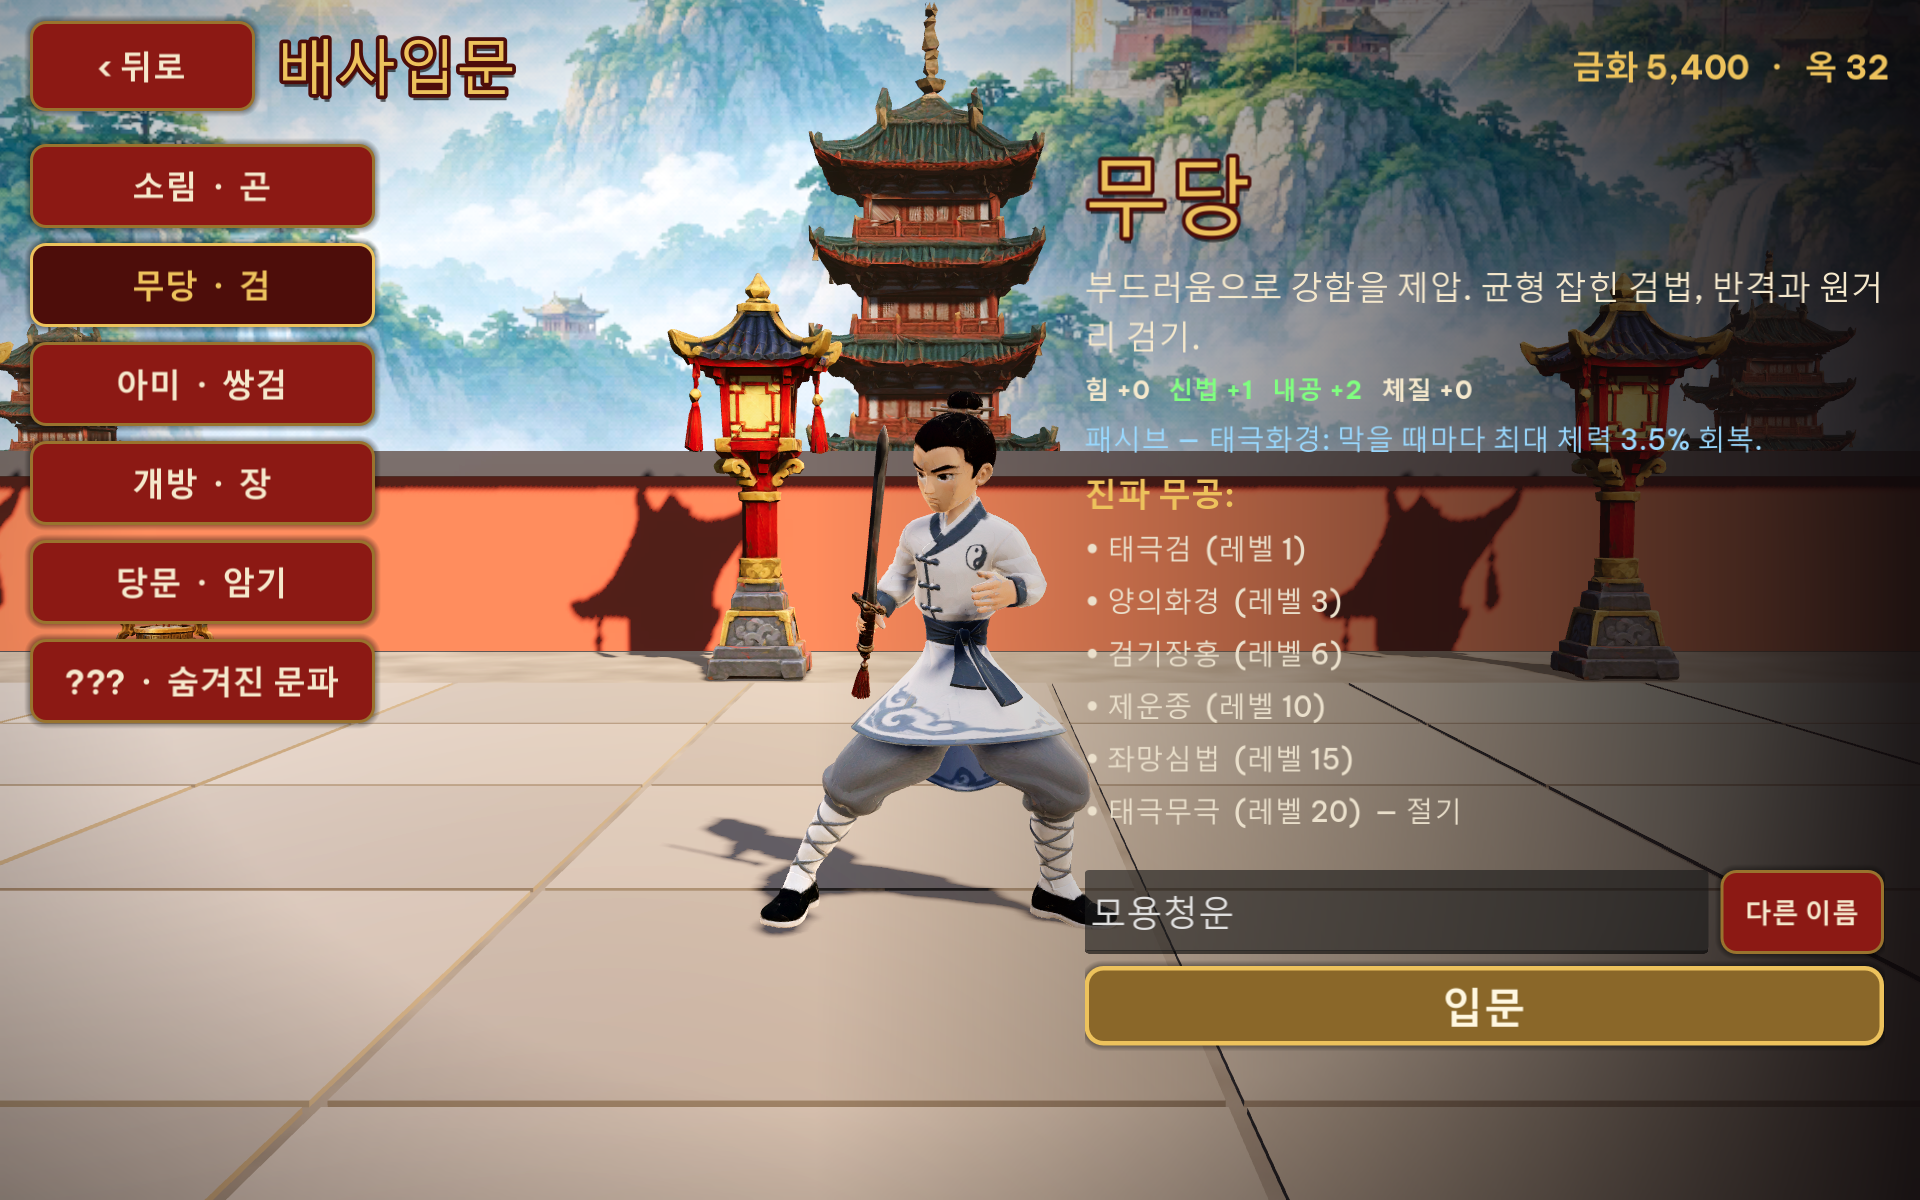 ‹ 뒤로
배사입문
금화 5,400 · 옥 32
소림 · 곤
무당 · 검
아미 · 쌍검
개방 · 장
당문 · 암기
??? · 숨겨진 문파
무당
부드러움으로 강함을 제압. 균형 잡힌 검법, 반격과 원거
리 검기.
힘 +0 신법 +1 내공 +2 체질 +0
패시브 – 태극화경: 막을 때마다 최대 체력 3.5% 회복.
진파 무공:
• 태극검 (레벨 1)
• 양의화경 (레벨 3)
• 검기장홍 (레벨 6)
• 제운종 (레벨 10)
• 좌망심법 (레벨 15)
• 태극무극 (레벨 20) – 절기
모용청운
다른 이름
입문